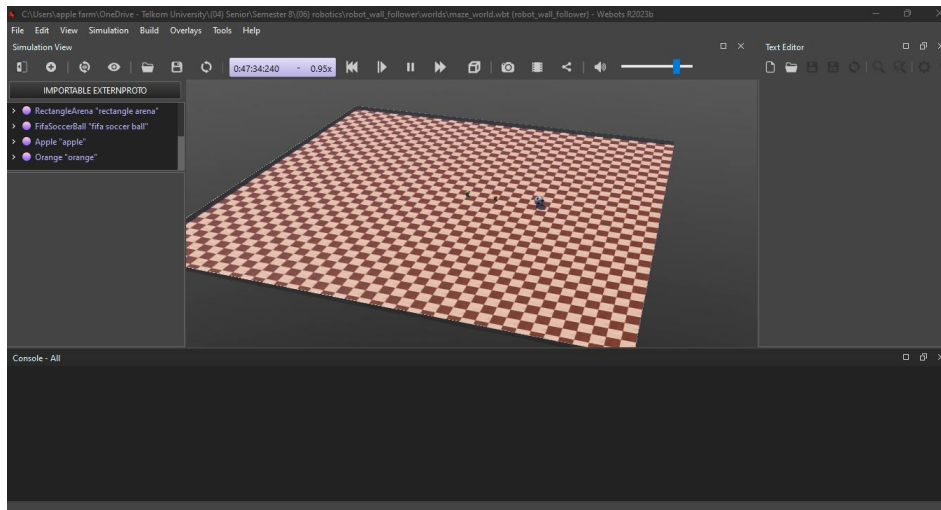 C:\Users\apple farm\OneDrive - Telkom University\(04) Senior\Semester 8\(06) robotics\robot_wall_follower\worlds\maze_world.wbt (robot_wall_follower) - Webots R2023b
File Edit View Simulation Build Overlays Tools Help
Simulation View
Text Editor
0:47:34:240 - 0.95x
IMPORTABLE EXTERNPROTO
RectangleArena "rectangle arena"
FifaSoccerBall "fifa soccer ball"
Apple "apple"
Orange "orange"
Console - All